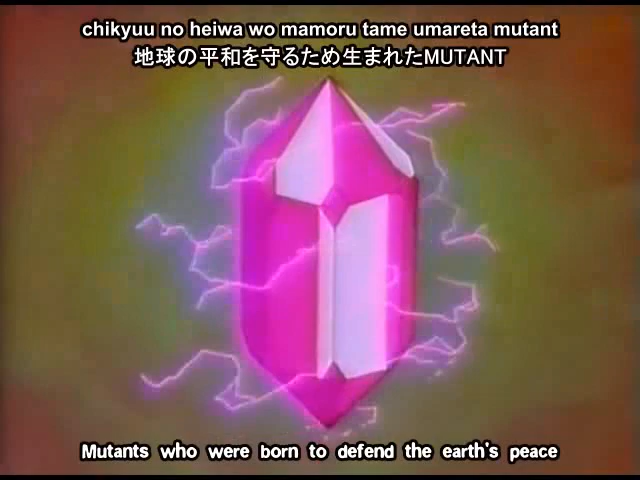 chikyuu no heiwa wo mamoru tame umareta mutant
地球の平和を守るため生まれたMUTANT
Mutants who were born to defend the earth's peace